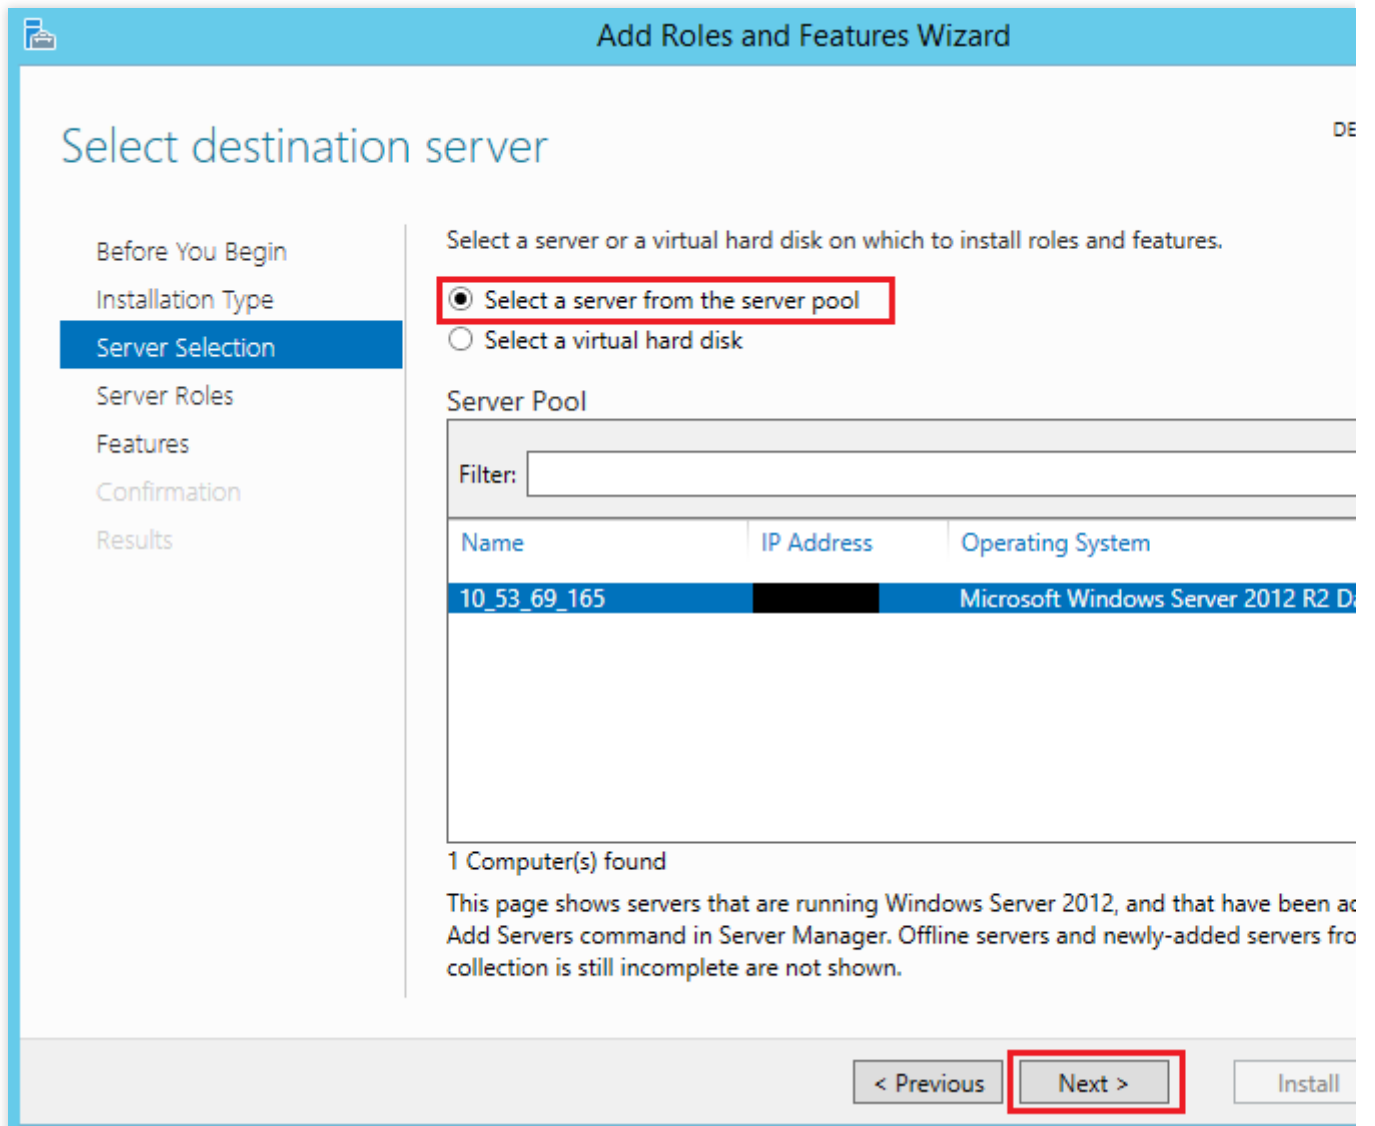 Add Roles and Features Wizard
Select destination server
DE
Before You Begin
Installation Type
Server Selection
Server Roles
Features
Confirmation
Results
Select a server or a virtual hard disk on which to install roles and features.
Select a server from the server pool
Select a virtual hard disk
Server Pool
Filter:
Name IP Address Operating System
10_53_69_165 Microsoft Windows Server 2012 R2 Da
1 Computer(s) found
This page shows servers that are running Windows Server 2012, and that have been ac
Add Servers command in Server Manager. Offline servers and newly-added servers fro
collection is still incomplete are not shown.
< Previous Next > Install